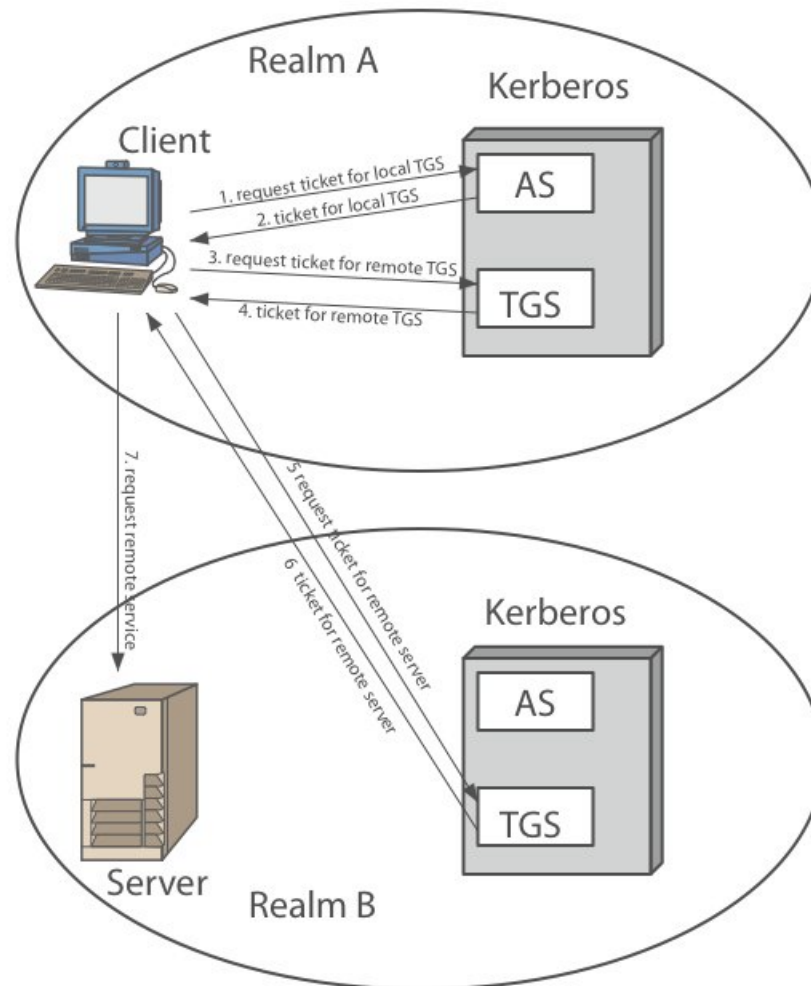 Realm A
Kerberos
Client
1. request ticket for local TGS
AS
2. ticket for local TGS
3. request ticket for remote TGS
TGS
4. ticket for remote TGS
5 request ticket for remote server
6 ticket for remote server
7. request remote service
Kerberos
AS
TGS
Server
Realm B